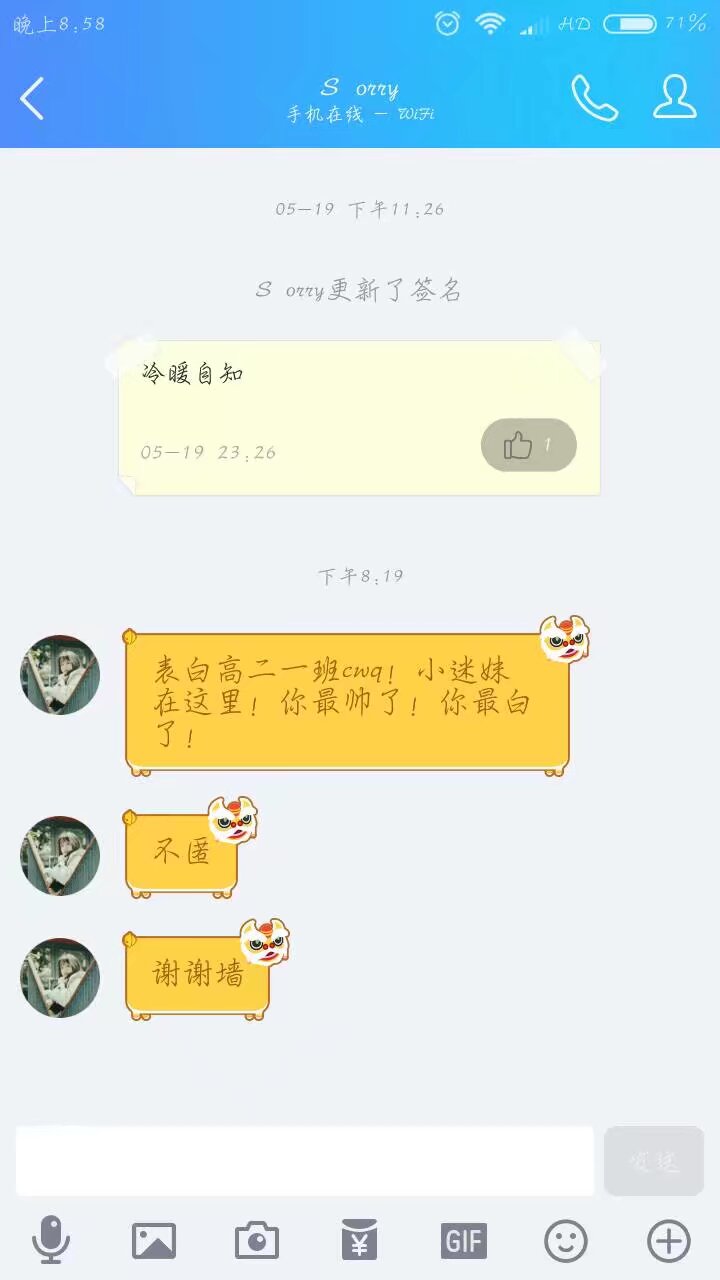 晚上8:58
HD
71%
S orry
手机在线 — WiFi
05—19 下午11:26
S orry更新了签名
冷暖自知
05—19 23:26
1
下午8:19
表白高二一班cwq！小迷妹
在这里！你最帅了！你最白
了！
不匿
谢谢墙
发送
GIF